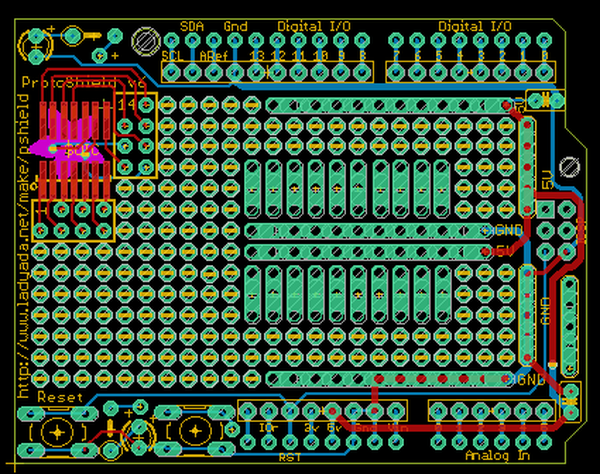 SDA Gnd Digital I/O Digital I/O
SCL ARef 13 12 11 10 9 8 7 6 5 4 3 2 1 0
ProtoShield
14
SOIC
5V
5V
GND
5V
GND
GND
http://www.ladyada.net/make/pshield
Reset
3v 5v Gnd Vin
RST
Analog In